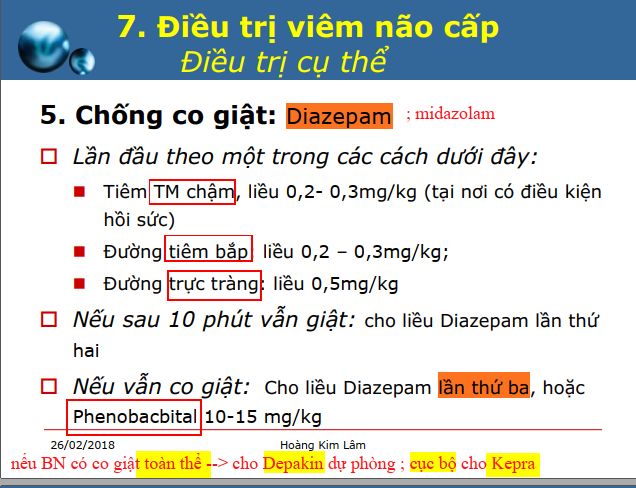 7. Điều trị viêm não cấp
Điều trị cụ thể
5. Chống co giật: Diazepam ; midazolam
Lần đầu theo một trong các cách dưới đây:
Tiêm TM chậm, liều 0,2- 0,3mg/kg (tại nơi có điều kiện
hồi sức)
Đường tiêm bắp: liều 0,2 – 0,3mg/kg;
Đường trực tràng: liều 0,5mg/kg
Nếu sau 10 phút vẫn giật: cho liều Diazepam lần thứ
hai
Nếu vẫn co giật: Cho liều Diazepam lần thứ ba, hoặc
Phenobacbital 10-15 mg/kg
26/02/2018 Hoàng Kim Lâm
nếu BN có co giật toàn thể --> cho Depakin dự phòng ; cục bộ cho Kepra